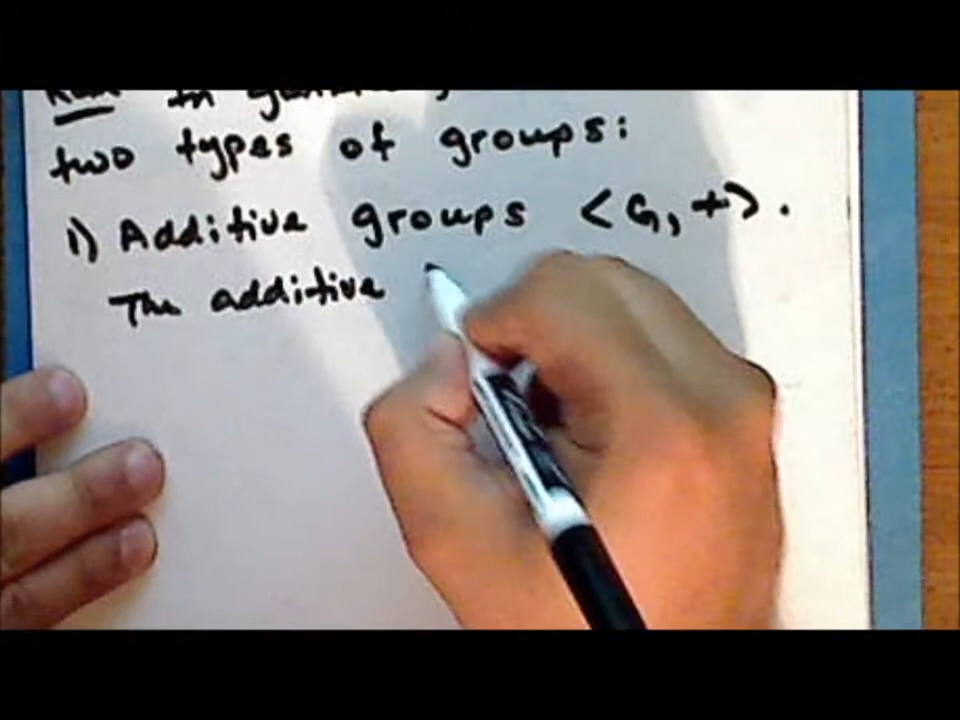 two types of groups:
1) Additive groups <G, +>.
The additive